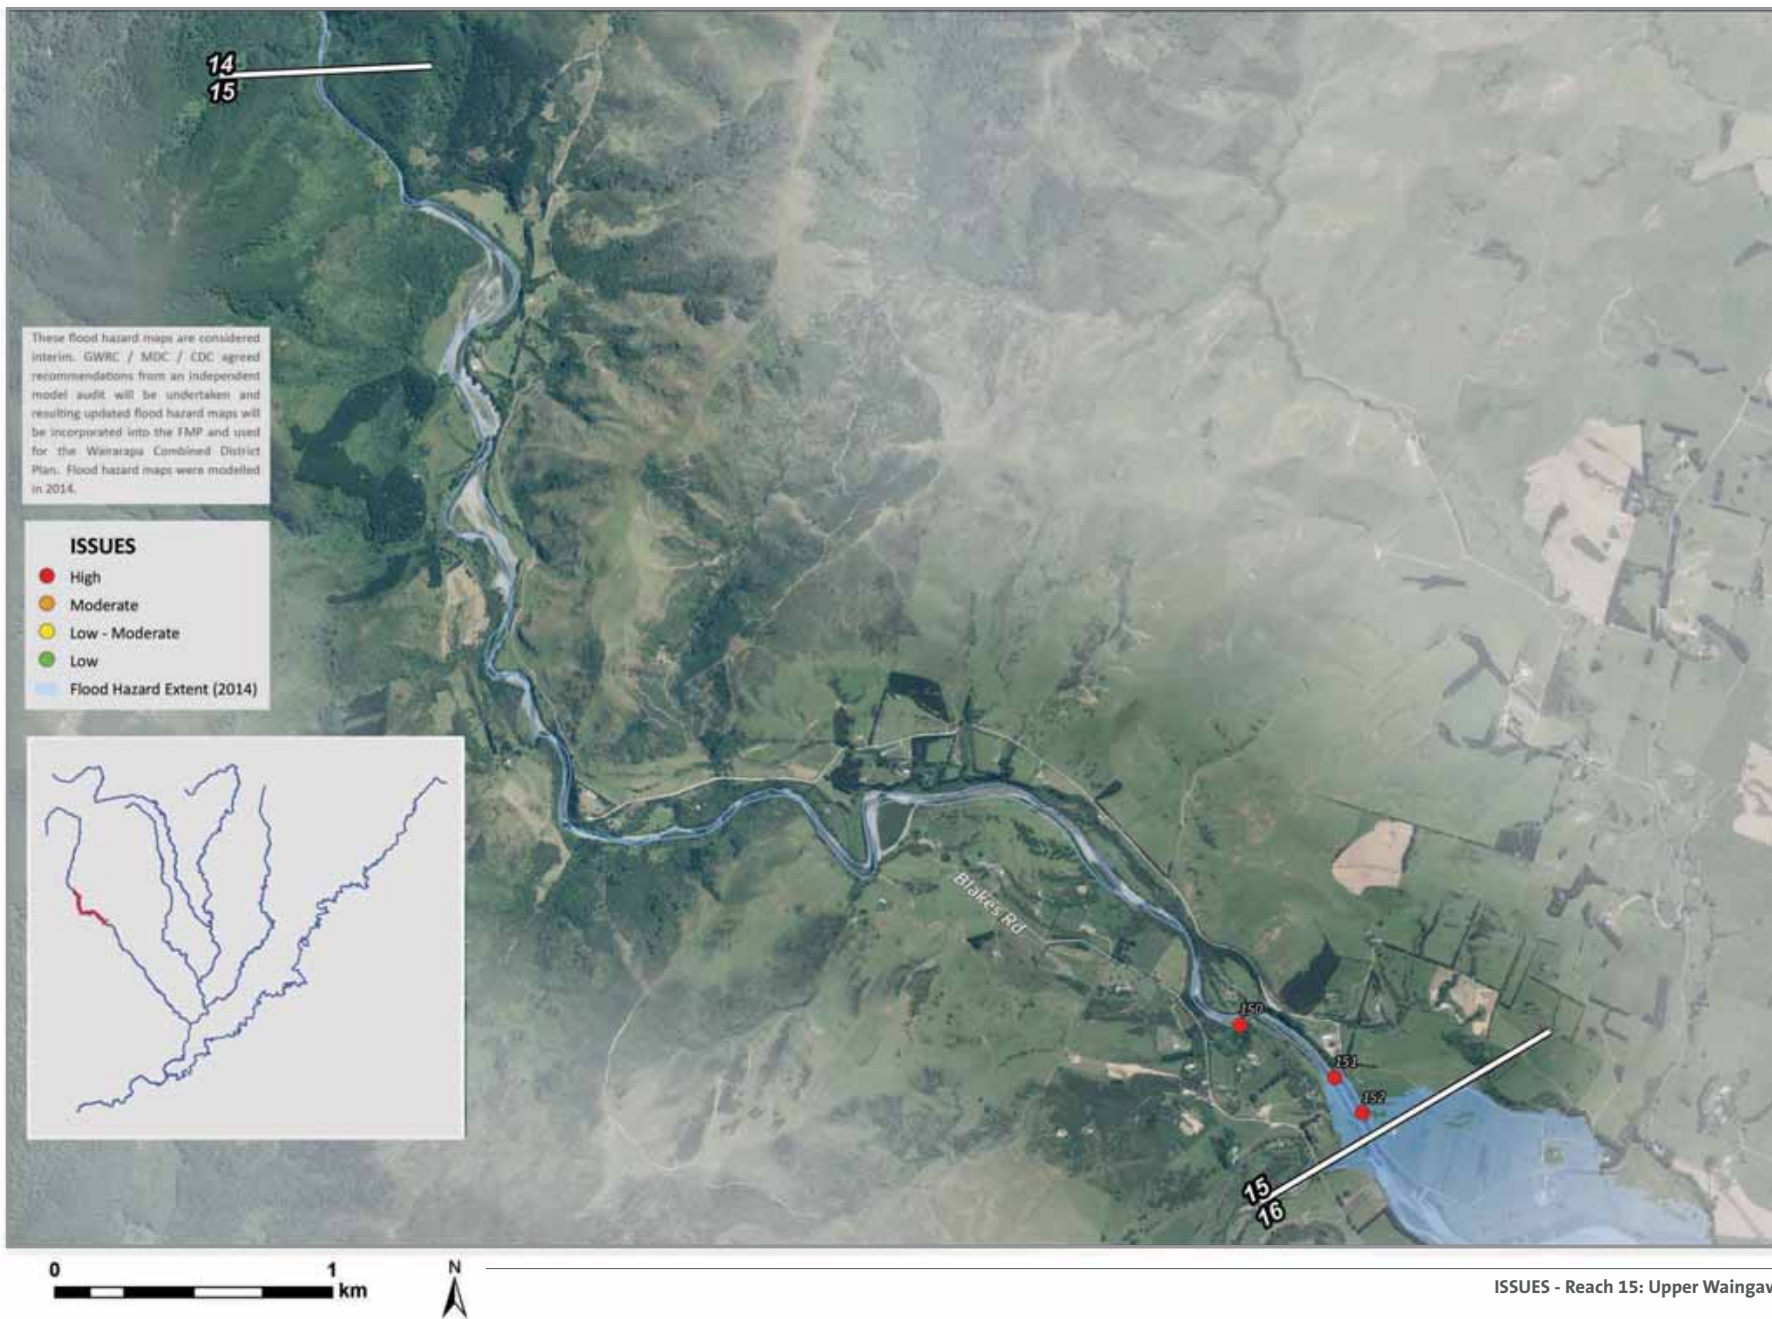 14
15
These flood hazard maps are considered
interim. GWRC / MDC / CDC agreed
recommendations from an independent
model audit will be undertaken and
resulting updated flood hazard maps will
be incorporated into the FMP and used
for the Wairarapa Combined District
Plan. Flood hazard maps were modelled
in 2014.
ISSUES
High
Moderate
Low - Moderate
Low
Flood Hazard Extent (2014)
Blakes Rd
150
151
152
15
16
0 1
km
N
ISSUES - Reach 15: Upper Waingaw